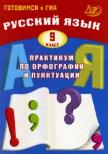 ГОТОВИМСЯ К ГИА
РУССКИЙ ЯЗЫК
9
КЛАСС
А Я
ПРАКТИКУМ
ПО ОРФОГРАФИИ
И ПУНКТУАЦИИ
! ; ?